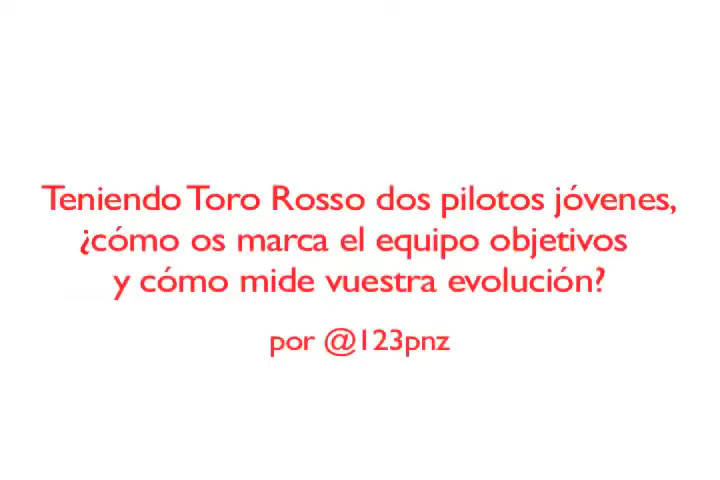 Teniendo Toro Rosso dos pilotos jóvenes,
¿cómo os marca el equipo objetivos
y cómo mide vuestra evolución?
por @123pnz